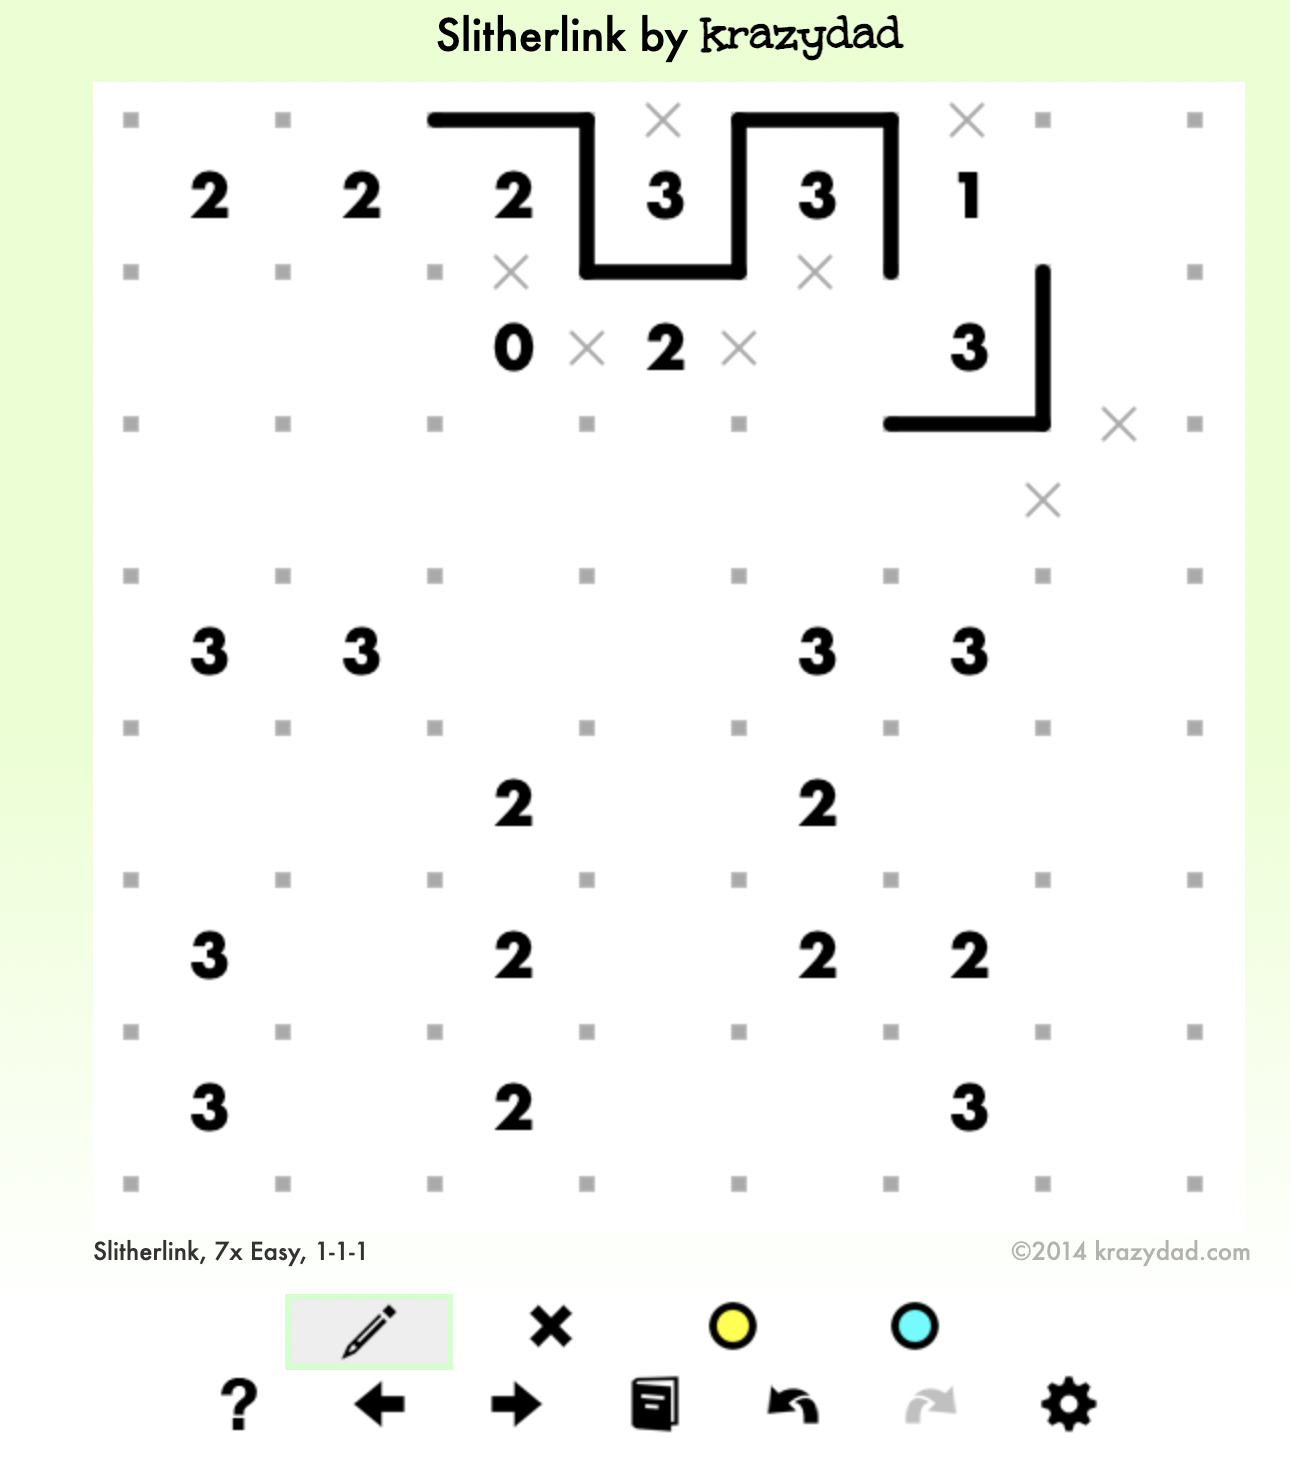 Slitherlink by krazydad
2 2 2 3 3 1
0 2 3
3 3 3 3
2 2
3 2 2 2
3 2 3
Slitherlink, 7x Easy, 1-1-1 ©2014 krazydad.com
?